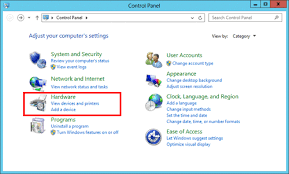 Control Panel
Control Panel
Adjust your computer's settings
View by: Category
System and Security
Review your computer's status
View event logs
Network and Internet
View network status and tasks
Hardware
View devices and printers
Add a device
Programs
Uninstall a program
Turn Windows features on or off
User Accounts
Change account type
Appearance
Change desktop background
Adjust screen resolution
Clock, Language, and Region
Add a language
Change input methods
Set the time and date
Change date, time, or number formats
Ease of Access
Let Windows suggest settings
Optimize visual display